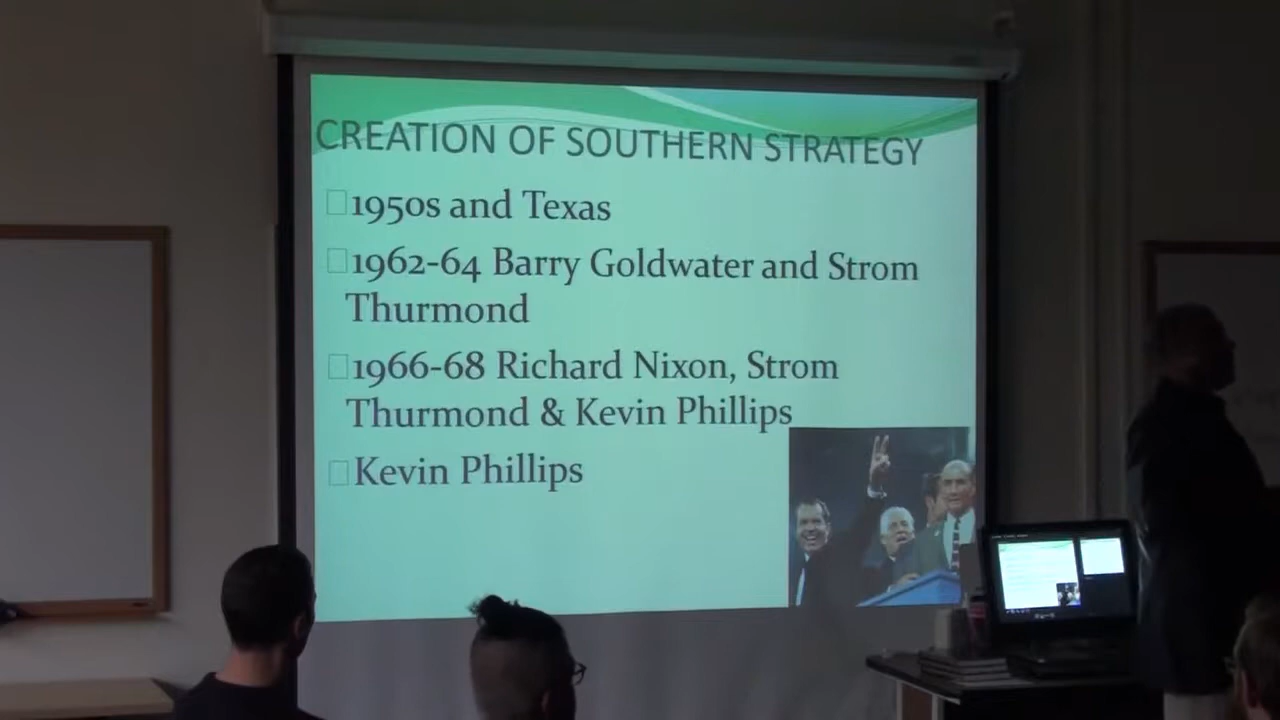 CREATION OF SOUTHERN STRATEGY
1950s and Texas
1962-64 Barry Goldwater and Strom
Thurmond
1966-68 Richard Nixon, Strom
Thurmond & Kevin Phillips
Kevin Phillips